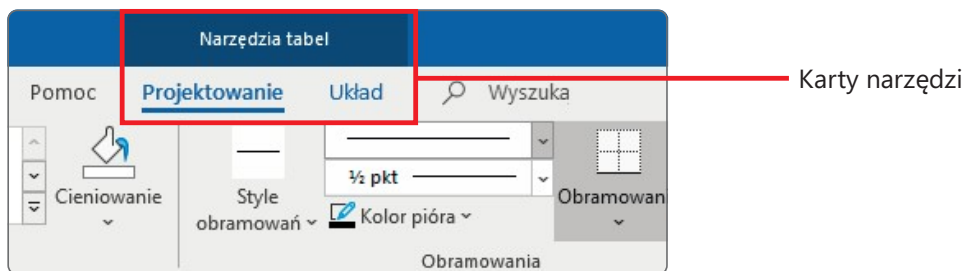 Narzędzia tabel
Pomoc Projektowanie Układ Wyszuka
Karty narzędzi
½ pkt
Cieniowanie
Style
obramowań
Kolor pióra
Obramowan
Obramowania